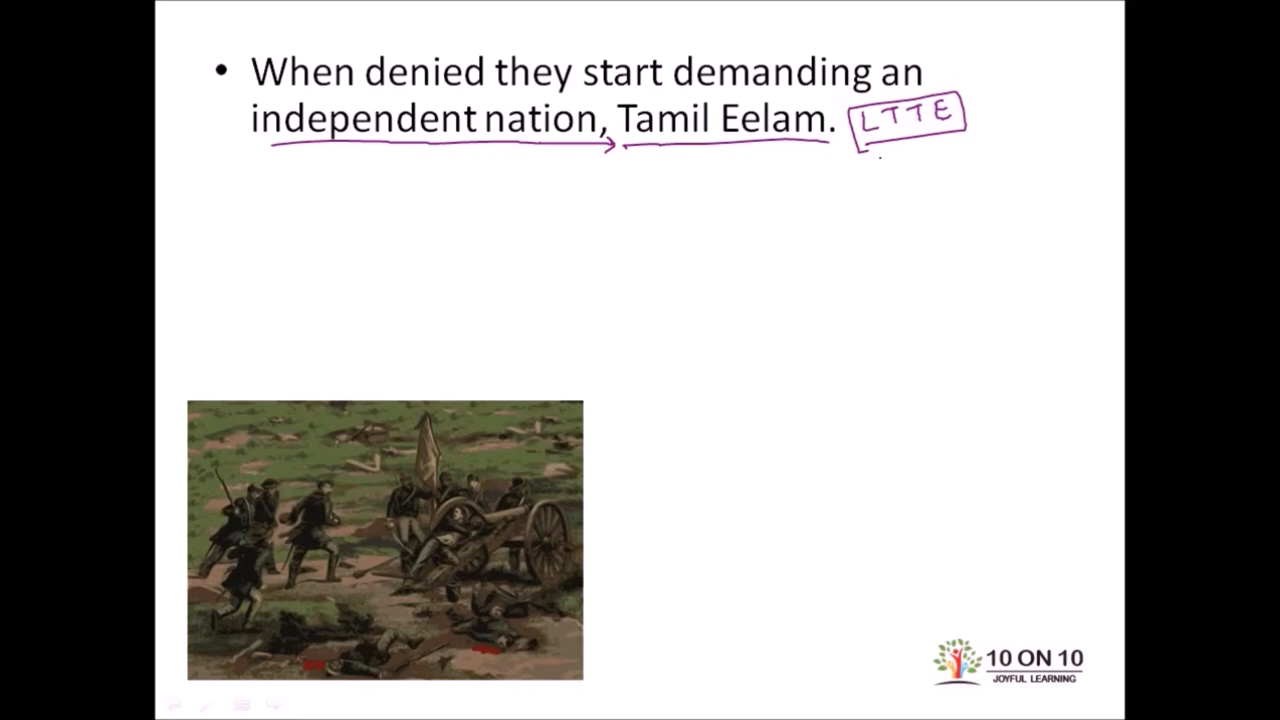 • When denied they start demanding an
independent nation, Tamil Eelam. LTTE
10 ON 10
JOYFUL LEARNING